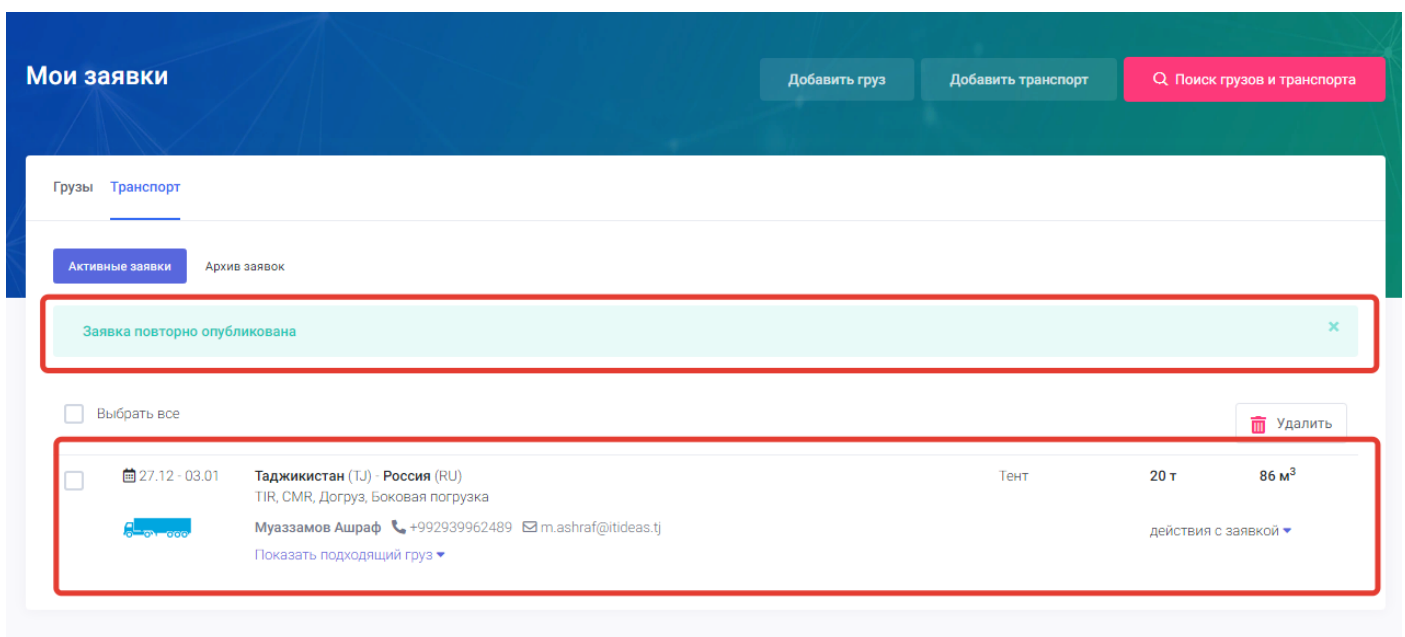 Мои заявки
Добавить груз
Добавить транспорт
Поиск грузов и транспорта
Грузы Транспорт
Активные заявки
Архив заявок
Заявка повторно опубликована
×
Выбрать все
Удалить
27.12 - 03.01 Таджикистан (TJ) - Россия (RU) Тент 20 т 86 м³
TIR, CMR, Догруз, Боковая погрузка
Муаззамов Ашраф +992939962489 m.ashraf@itideas.tj
действия с заявкой
Показать подходящий груз